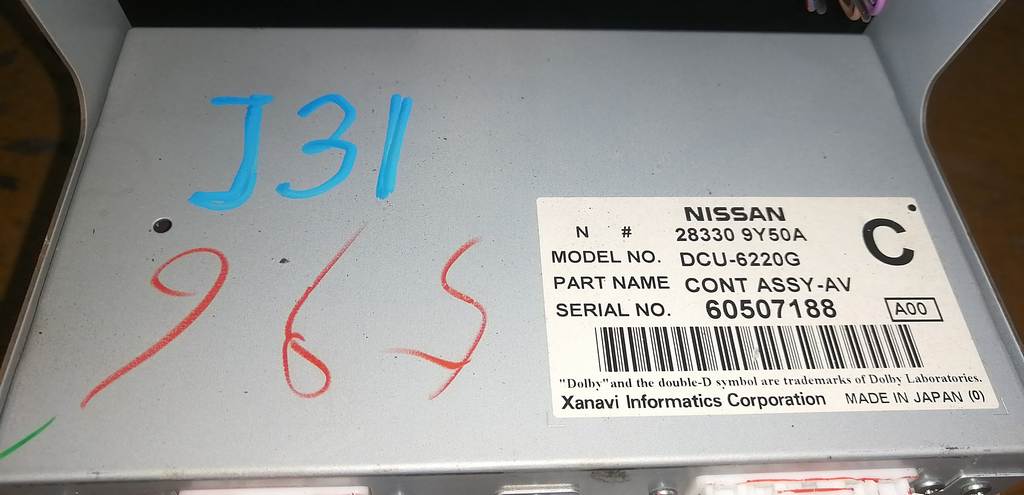 J31
965
NISSAN
N # 28330 9Y50A
C
MODEL NO. DCU-6220G
PART NAME CONT ASSY-AV
SERIAL NO. 60507188
A00
"Dolby"and the double-D symbol are trademarks of Dolby Laboratories.
Xanavi Informatics Corporation MADE IN JAPAN (0)